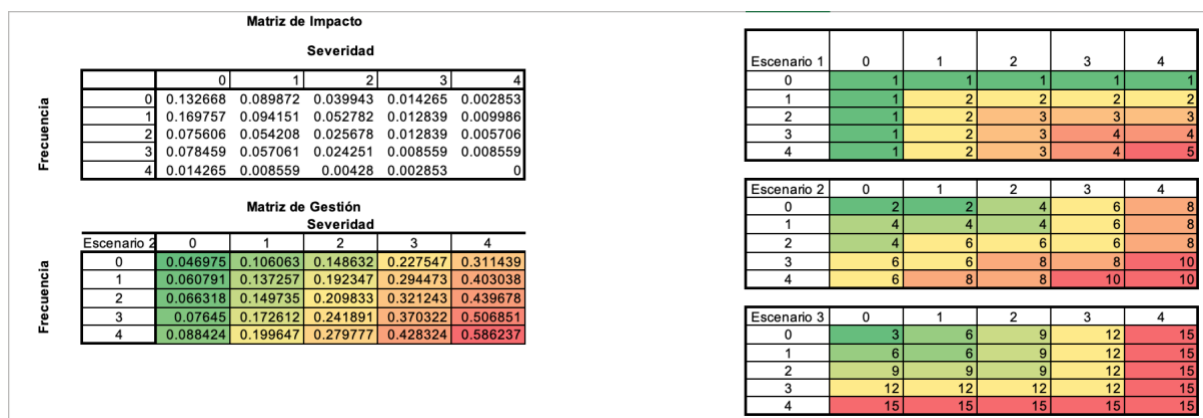 Matriz de Impacto
Severidad
0 1 2 3 4
Frecuencia
0 0.132668 0.089872 0.039943 0.014265 0.002853
1 0.169757 0.094151 0.052782 0.012839 0.009986
2 0.075606 0.054208 0.025678 0.012839 0.005706
3 0.078459 0.057061 0.024251 0.008559 0.008559
4 0.014265 0.008559 0.00428 0.002853 0
Matriz de Gestión
Severidad
Escenario 2 0 1 2 3 4
Frecuencia
0 0.046975 0.106063 0.148632 0.227547 0.311439
1 0.060791 0.137257 0.192347 0.294473 0.403038
2 0.066318 0.149735 0.209833 0.321243 0.439678
3 0.07645 0.172612 0.241891 0.370322 0.506851
4 0.088424 0.199647 0.279777 0.428324 0.586237
Escenario 1 0 1 2 3 4
0 1 1 1 1 1
1 1 2 2 2 2
2 1 2 3 3 3
3 1 2 3 4 4
4 1 2 3 4 5
Escenario 2 0 1 2 3 4
0 2 2 4 6 8
1 4 4 4 6 8
2 4 6 6 6 8
3 6 6 8 8 10
4 6 8 8 10 10
Escenario 3 0 1 2 3 4
0 3 6 9 12 15
1 6 6 9 12 15
2 9 9 9 12 15
3 12 12 12 12 15
4 15 15 15 15 15